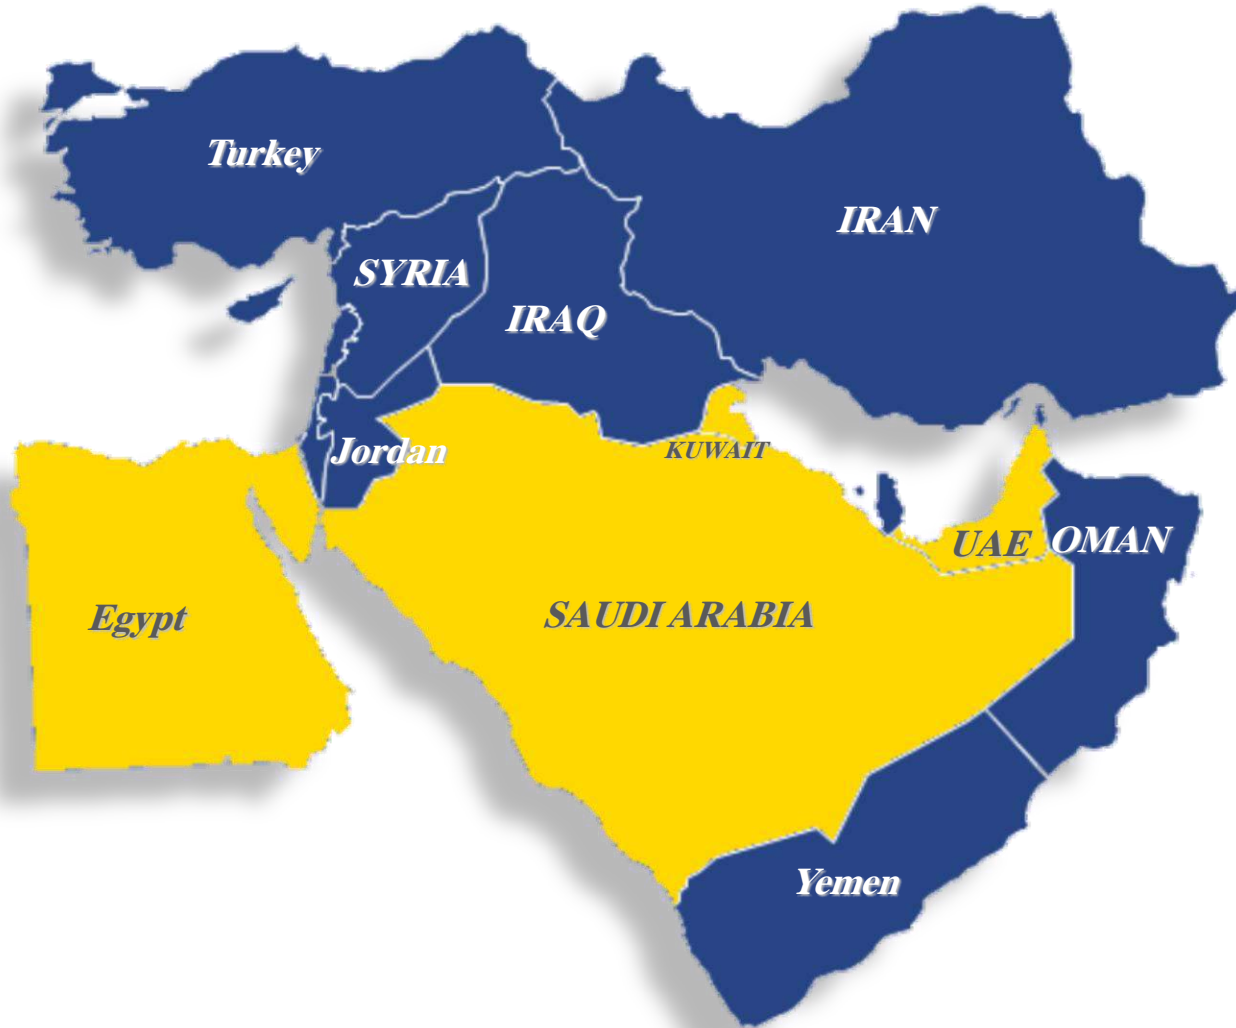 Turkey
IRAN
SYRIA
IRAQ
Jordan
KUWAIT
UAE
OMAN
Egypt
SAUDI ARABIA
Yemen